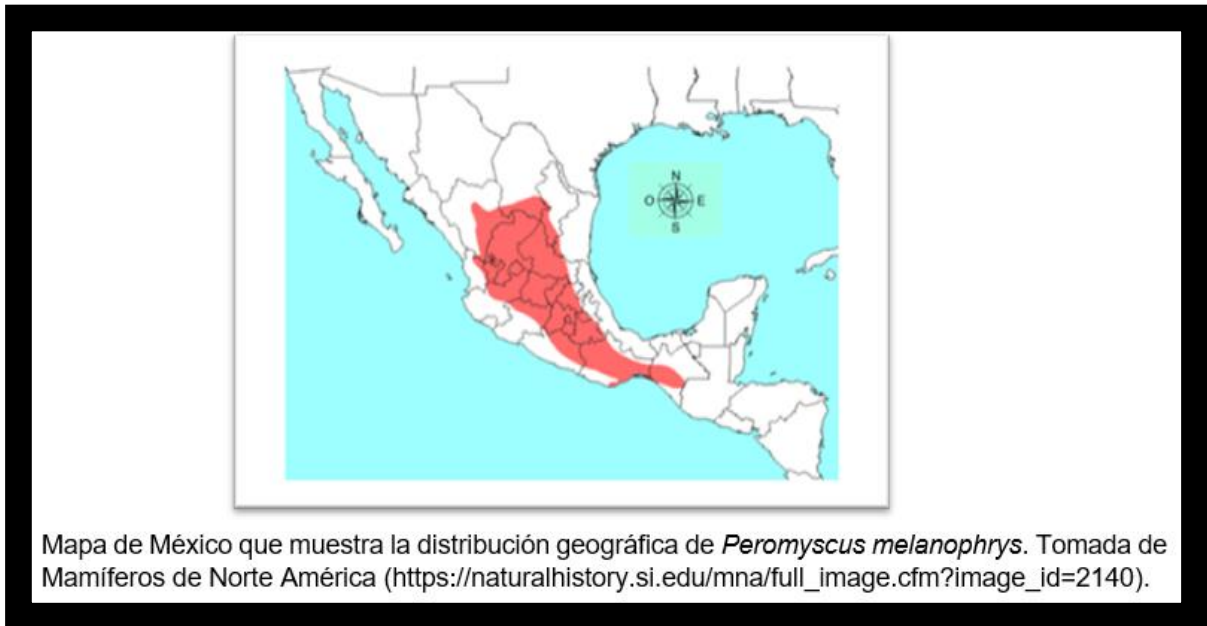 N
O E
S
Mapa de México que muestra la distribución geográfica de Peromyscus melanophrys. Tomada de
Mamíferos de Norte América (https://naturalhistory.si.edu/mna/full_image.cfm?image_id=2140).